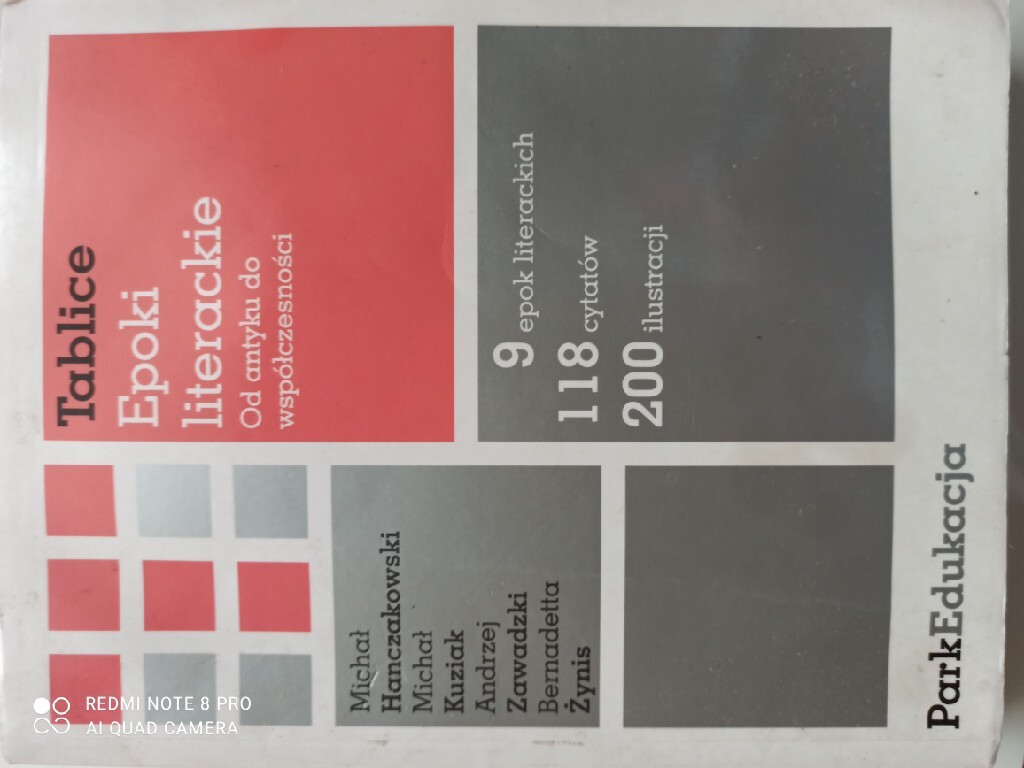 Tablice
Epoki
literackie
Od antyku do
współczesności
9 epok literackich
118 cytatów
200 ilustracji
Michał
Hanczakowski
Michał
Kuziak
Andrzej
Zawadzki
Bernadetta
Żynis
ParkEdukacja
REDMI NOTE 8 PRO
AI QUAD CAMERA